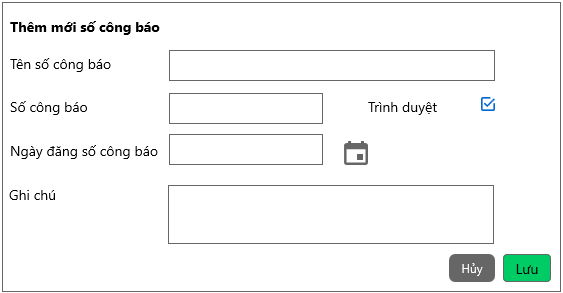 Thêm mới số công báo
Tên số công báo
Số công báo
Trình duyệt
Ngày đăng số công báo
Ghi chú
Hủy
Lưu